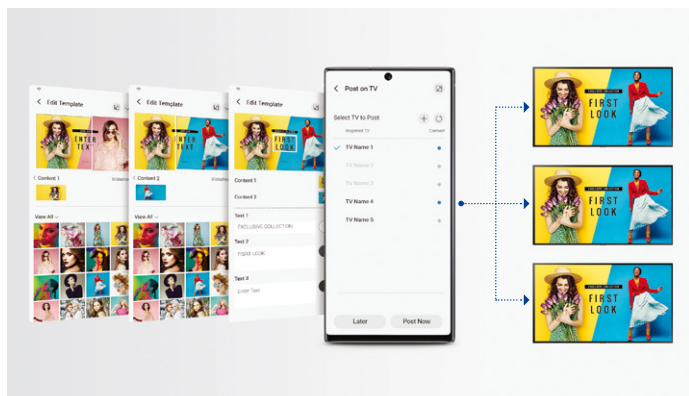 Edit Template
ENTER
TEXT
Content 1
View All
Edit Template
Content 2
View All
Edit Template
FIRST
LOOK
Content 1
Content 2
Text 1
EXCLUSIVE COLLECTION
Text 2
FIRST LOOK
Text 3
Enter Text
Post on TV
Select TV to Post
Registered TV
Connect
TV Name 1
TV Name 2
TV Name 3
TV Name 4
TV Name 5
Later
Post Now
FIRST
LOOK
FIRST
LOOK
FIRST
LOOK